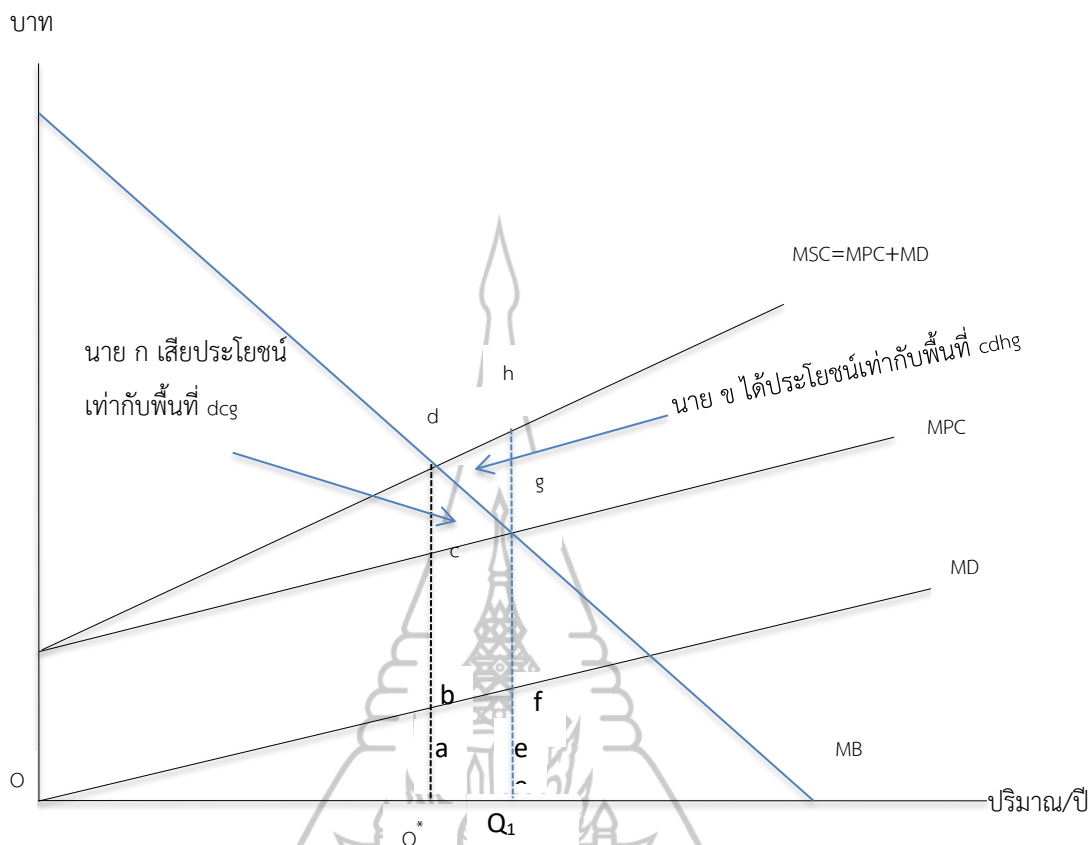 บาท
MSC=MPC+MD
นาย ก เสียประโยชน์
เท่ากับพื้นที่ dcg
h
นาย ข ได้ประโยชน์เท่ากับพื้นที่ cdhg
d
MPC
g
c
MD
b
f
a
e
MB
O
ปริมาณ/ปี
Q₁